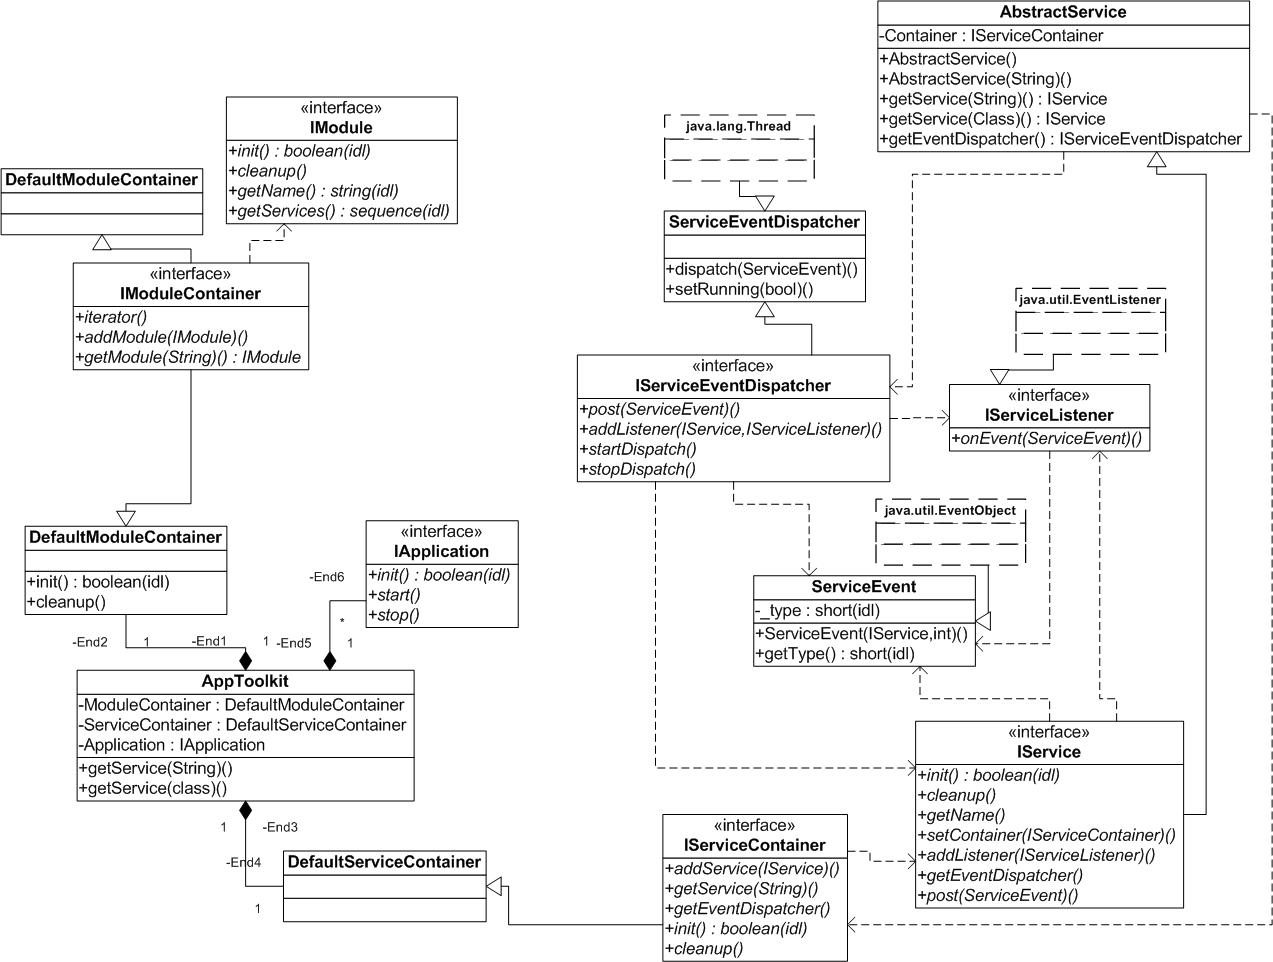 AbstractService
-Container : IServiceContainer
+AbstractService()
+AbstractService(String)()
+getService(String)() : IService
+getService(Class)() : IService
+getEventDispatcher() : IServiceEventDispatcher
«interface»
IModule
+init() : boolean(idl)
+cleanup()
+getName() : string(idl)
+getServices() : sequence(idl)
java.lang.Thread
DefaultModuleContainer
ServiceEventDispatcher
+dispatch(ServiceEvent)()
+setRunning(bool)()
«interface»
IModuleContainer
+iterator()
+addModule(IModule)()
+getModule(String)() : IModule
java.util.EventListener
«interface»
IServiceEventDispatcher
+post(ServiceEvent)()
+addListener(IService,IServiceListener)()
+startDispatch()
+stopDispatch()
«interface»
IServiceListener
+onEvent(ServiceEvent)()
java.util.EventObject
DefaultModuleContainer
+init() : boolean(idl)
+cleanup()
«interface»
IApplication
+init() : boolean(idl)
+start()
+stop()
ServiceEvent
-_type : short(idl)
+ServiceEvent(IService,int)()
+getType() : short(idl)
-End6
*
-End2
1
-End1
1
-End5
1
AppToolkit
-ModuleContainer : DefaultModuleContainer
-ServiceContainer : DefaultServiceContainer
-Application : IApplication
+getService(String)()
+getService(class)()
«interface»
IService
+init() : boolean(idl)
+cleanup()
+getName()
+setContainer(IServiceContainer)()
+addListener(IServiceListener)()
+getEventDispatcher()
+post(ServiceEvent)()
1
-End3
-End4
1
DefaultServiceContainer
«interface»
IServiceContainer
+addService(IService)()
+getService(String)()
+getEventDispatcher()
+init() : boolean(idl)
+cleanup()